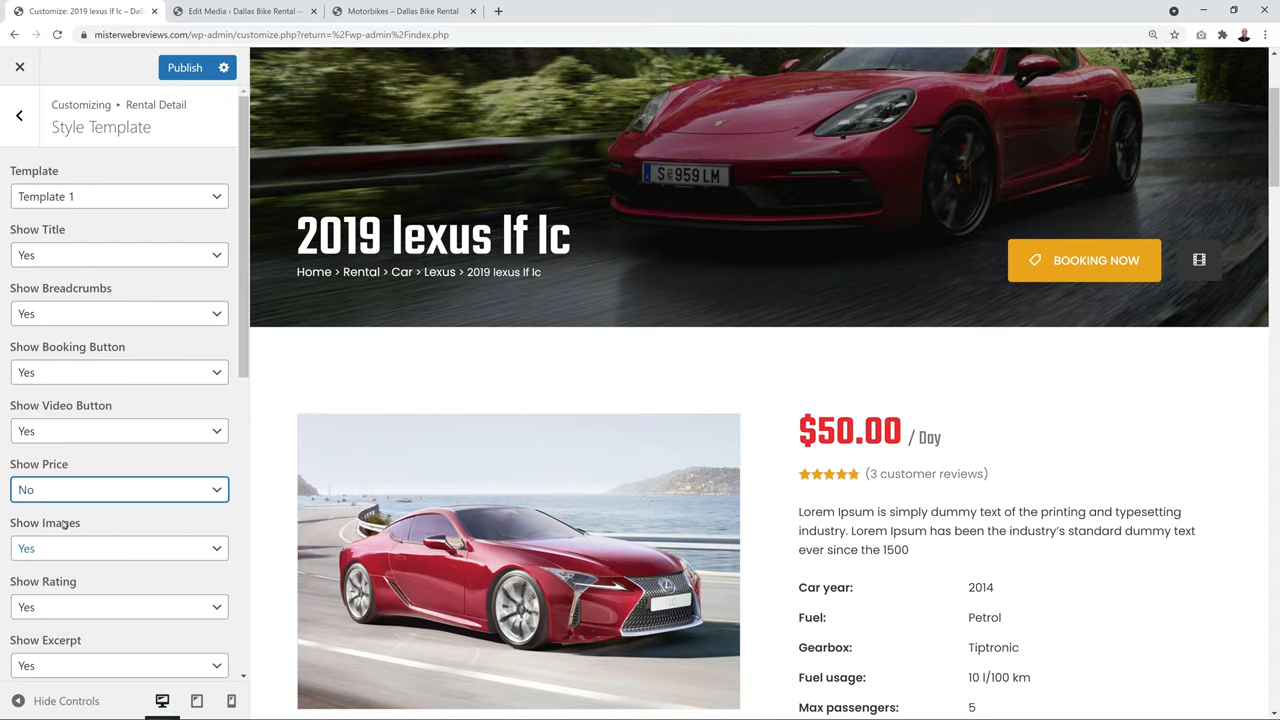 Customize: 2019 lexus lf lc – Dall
Edit Media ‹ Dallas Bike Rental —
Motorbikes – Dallas Bike Rental
misterwebreviews.com/wp-admin/customize.php?return=%2Fwp-admin%2Findex.php
Publish
Customizing ▸ Rental Detail
Style Template
Template
Template 1
Show Title
Yes
Show Breadcrumbs
Yes
Show Booking Button
Yes
Show Video Button
Yes
Show Price
No
Show Images
Yes
Show Rating
Yes
Show Excerpt
Yes
Hide Controls
S 959 LM
2019 lexus lf lc
Home > Rental > Car > Lexus > 2019 lexus lf lc
BOOKING NOW
$50.00 / Day
(3 customer reviews)
Lorem Ipsum is simply dummy text of the printing and typesetting
industry. Lorem Ipsum has been the industry's standard dummy text
ever since the 1500
Car year: 2014
Fuel: Petrol
Gearbox: Tiptronic
Fuel usage: 10 l/100 km
Max passengers: 5